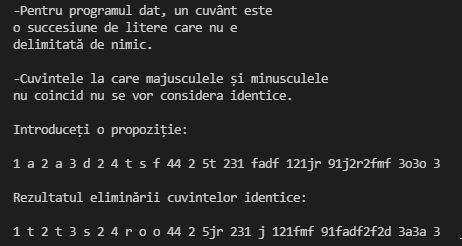 -Pentru programul dat, un cuvânt este
o succesiune de litere care nu e
delimitată de nimic.
-Cuvintele la care majusculele și minusculele
nu coincid nu se vor considera identice.
Introduceți o propoziție:
1 a 2 a 3 d 2 4 t s f 44 2 5t 231 fadf 121jr 91j2r2fmf 3o3o 3
Rezultatul eliminării cuvintelor identice:
1 t 2 t 3 s 2 4 r o o 44 2 5jr 231 j 121fmf 91fadf2f2d 3a3a 3